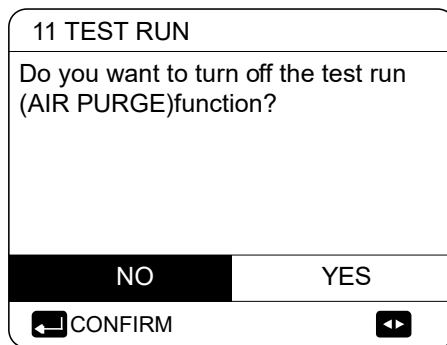 11 TEST RUN
Do you want to turn off the test run
(AIR PURGE)function?
NO YES
CONFIRM